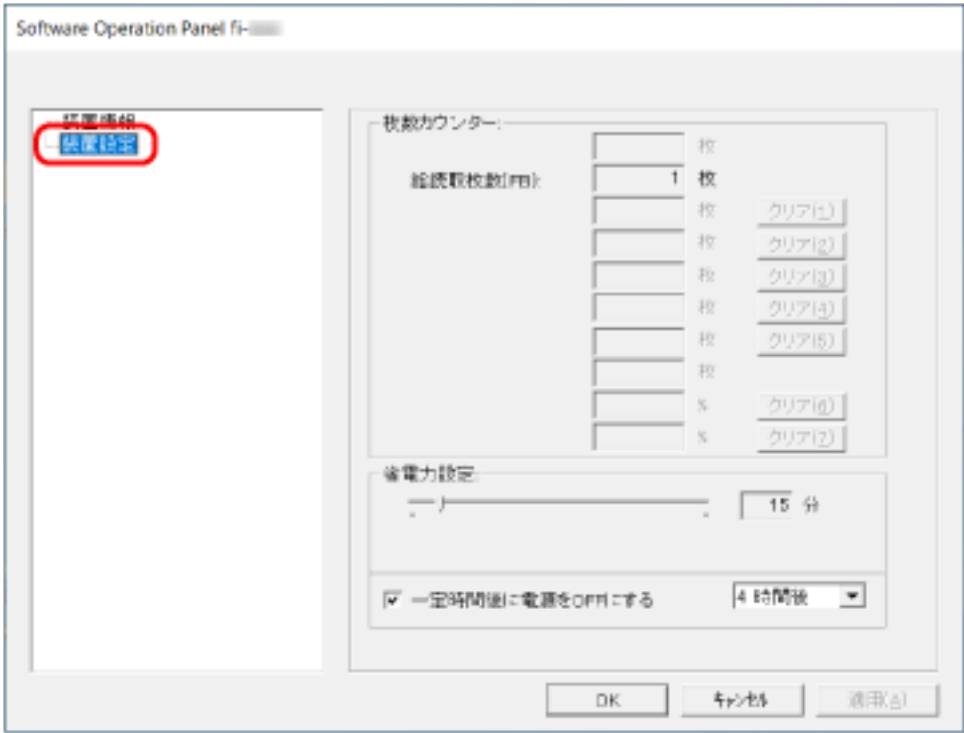 Software Operation Panel fi-
装置情報
装置設定
枚数カウンター:
枚
総読取枚数(FB): 1 枚
枚 クリア(1)
枚 クリア(2)
枚 クリア(3)
枚 クリア(4)
枚 クリア(5)
枚
% クリア(6)
% クリア(7)
省電力設定:
15 分
一定時間後に電源をOFFにする 4 時間後
OK キャンセル 適用(A)